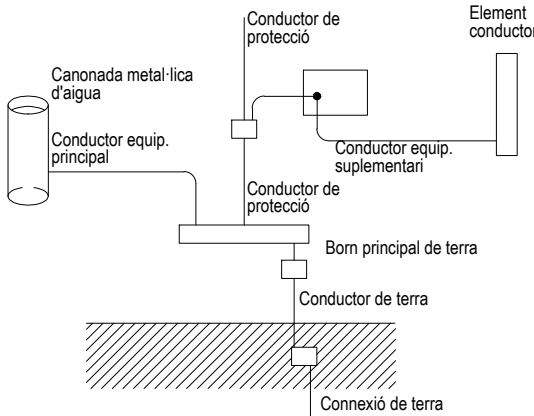 Conductor de
protecció
Element
conductor
Canonada metal·lica
d'aigua
Conductor equip.
principal
Conductor equip.
suplementari
Conductor de
protecció
Born principal de terra
Conductor de terra
Connexió de terra